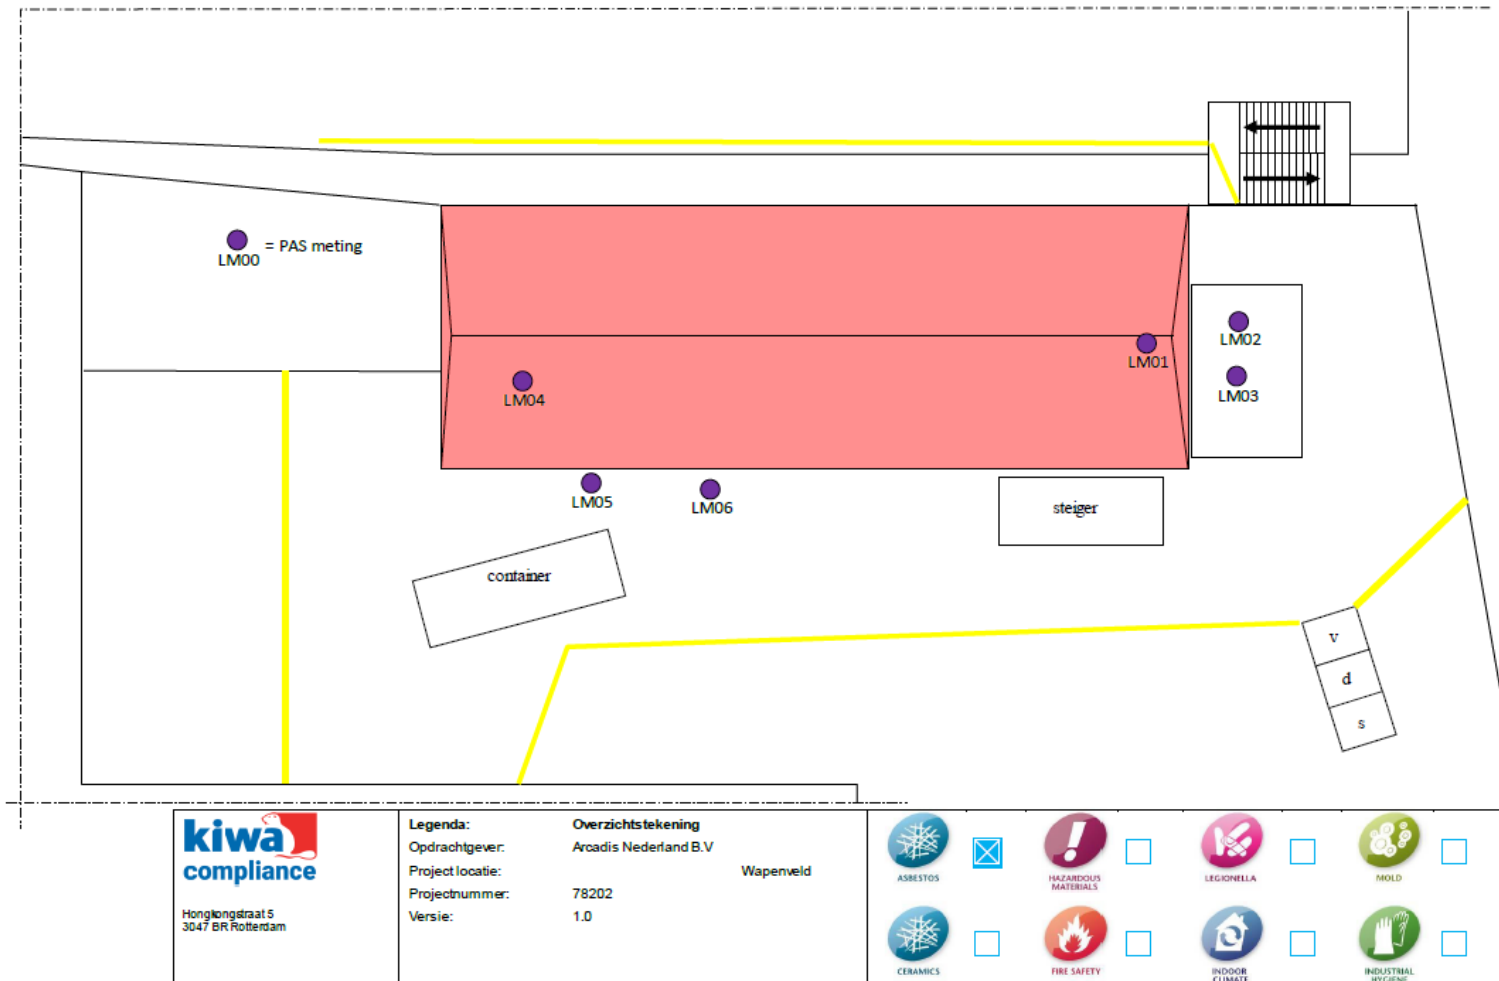 LM00 = PAS meting
LM02
LM01
LM03
LM04
LM05
LM06
steiger
container
v
d
s
kiwa
compliance
Hongkongstraat 5
3047 BR Rotterdam
Legenda: Overzichtstekening
Opdrachtgever: Arcadis Nederland B.V
Project locatie: Wapenveld
Projectnummer: 78202
Versie: 1.0
ASBESTOS
HAZARDOUS
MATERIALS
LEGIONELLA
MOLD
CERAMICS
FIRE SAFETY
INDOOR
CLIMATE
INDUSTRIAL
HYGIENE